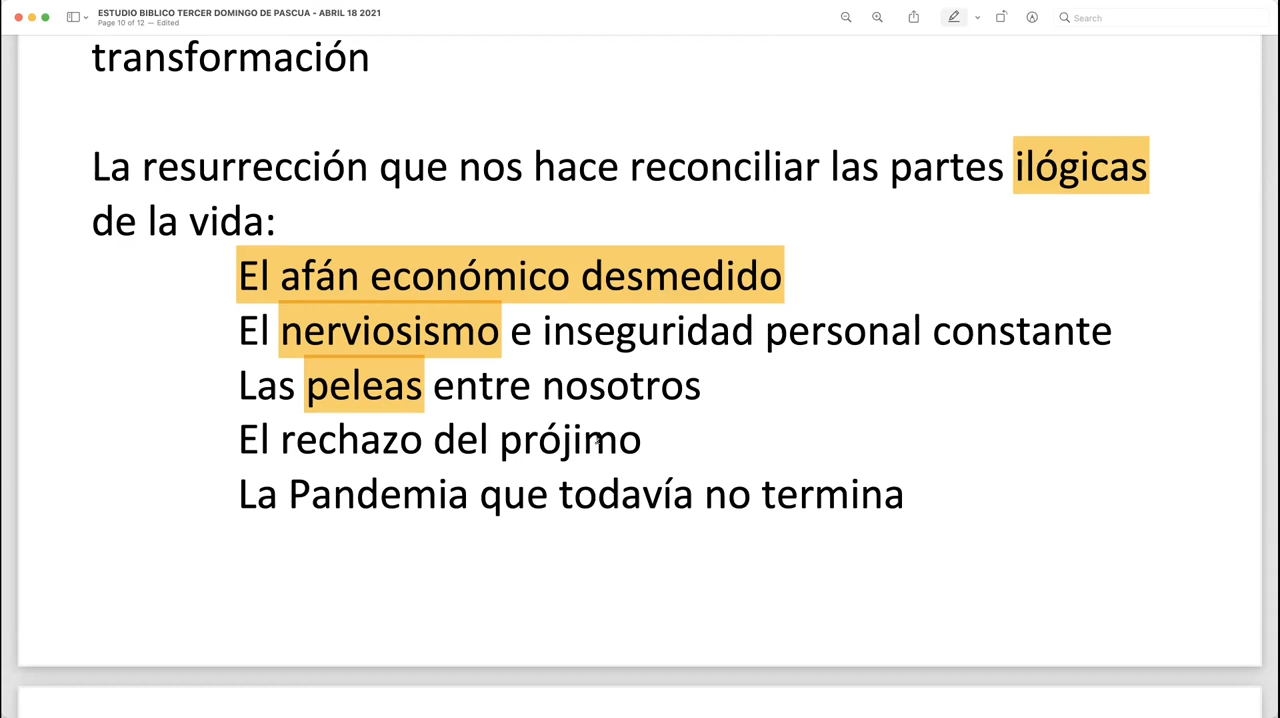 ESTUDIO BIBLICO TERCER DOMINGO DE PASCUA - ABRIL 18 2021
Page 10 of 12 — Edited
Search
transformación
La resurrección que nos hace reconciliar las partes ilógicas
de la vida:
El afán económico desmedido
El nerviosismo e inseguridad personal constante
Las peleas entre nosotros
El rechazo del prójimo
La Pandemia que todavía no termina